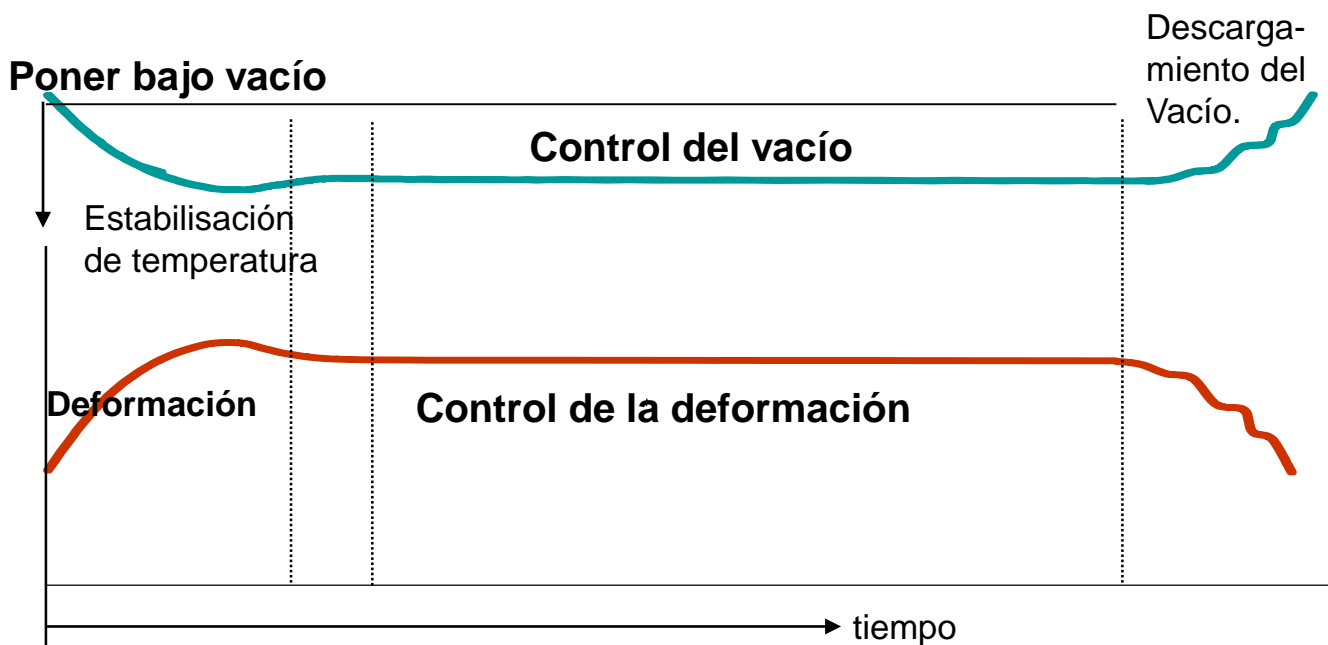 Descarga-
miento del
Vacío.
Poner bajo vacío
Control del vacío
Estabilisación
de temperatura
Deformación
Control de la deformación
tiempo